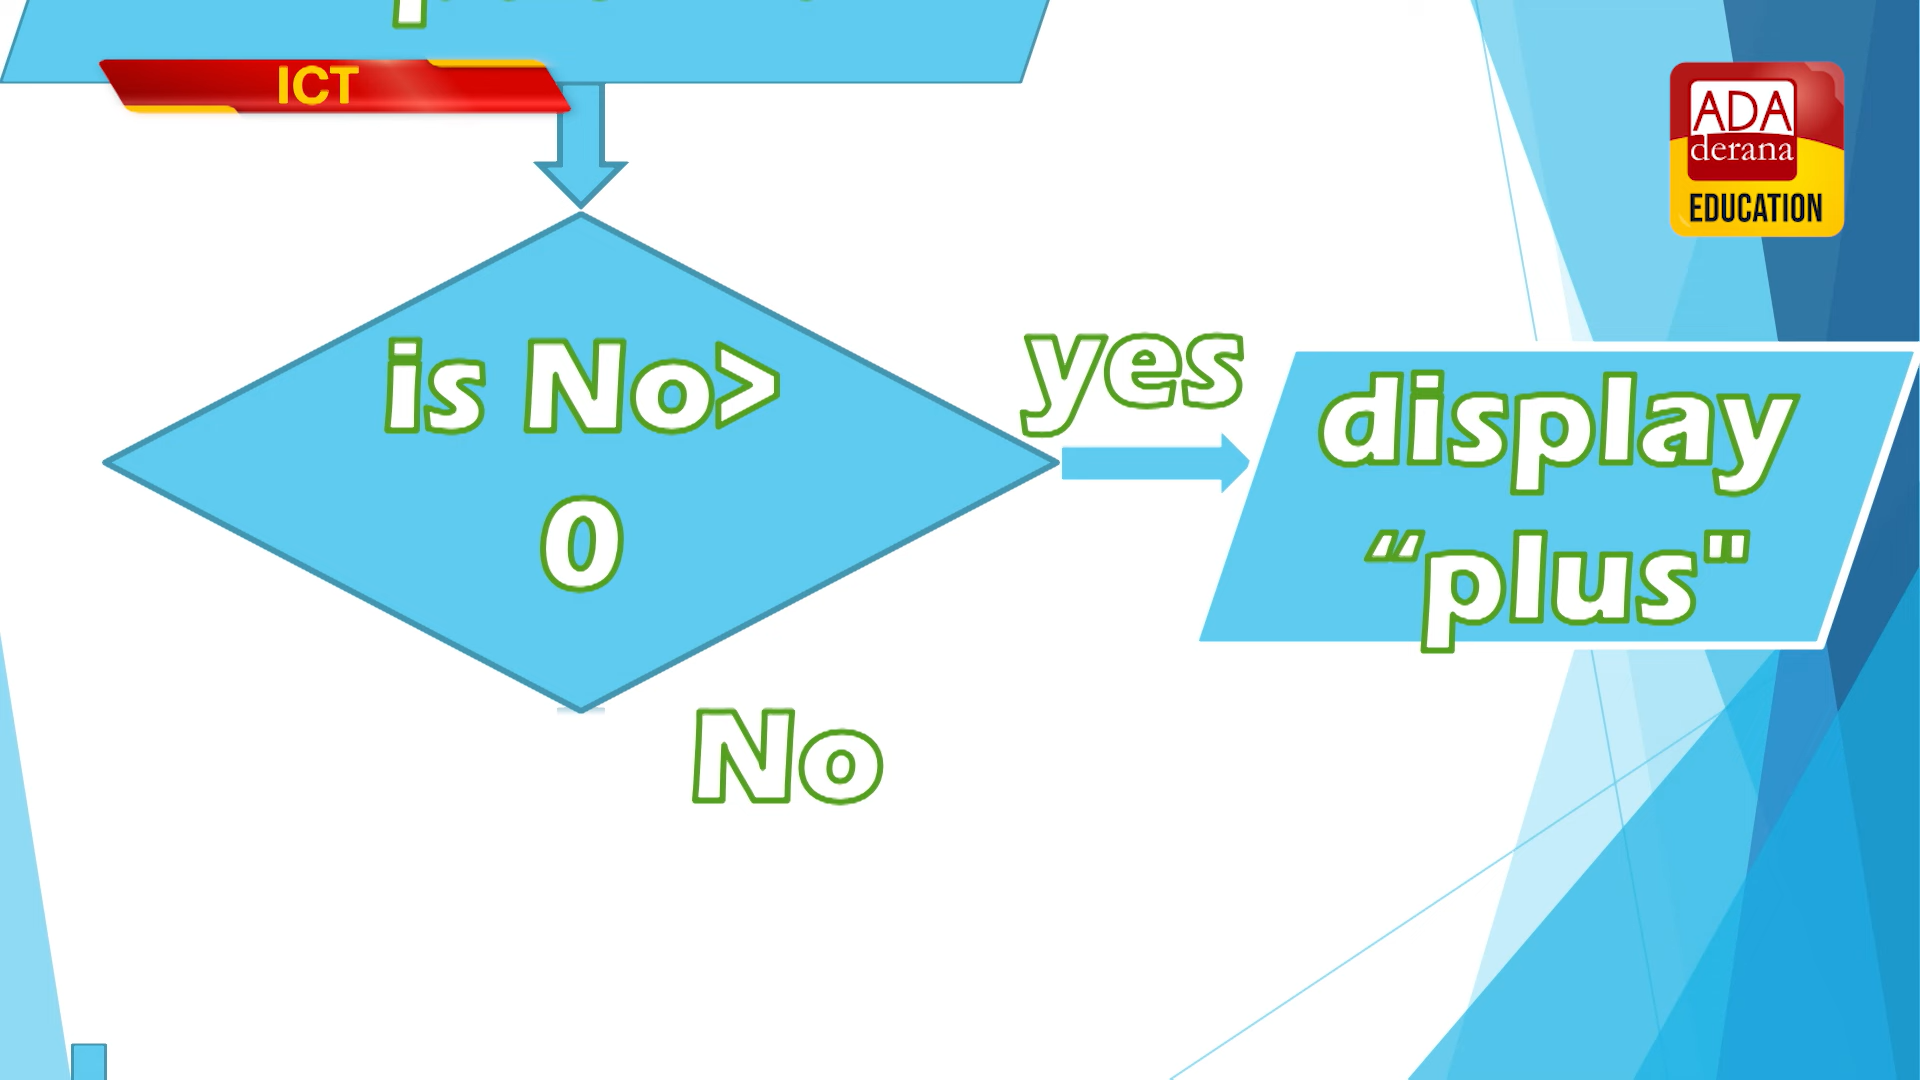 ICT
ADA
derana
EDUCATION
is No>
0
yes
display
“plus"
No